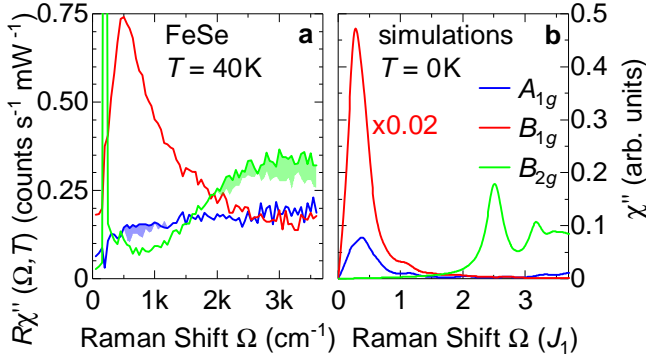 FeSe
a
T = 40K
0.75
0.50
0.25
0
0
1k
2k
3k
Rχ'' (Ω,T) (counts s⁻¹ mW⁻¹)
Raman Shift Ω (cm⁻¹)
simulations
b
T = 0K
A₁g
B₁g
B₂g
x0.02
0.5
0.4
0.3
0.2
0.1
0
0
1
2
3
χ'' (arb. units)
Raman Shift Ω (J₁)